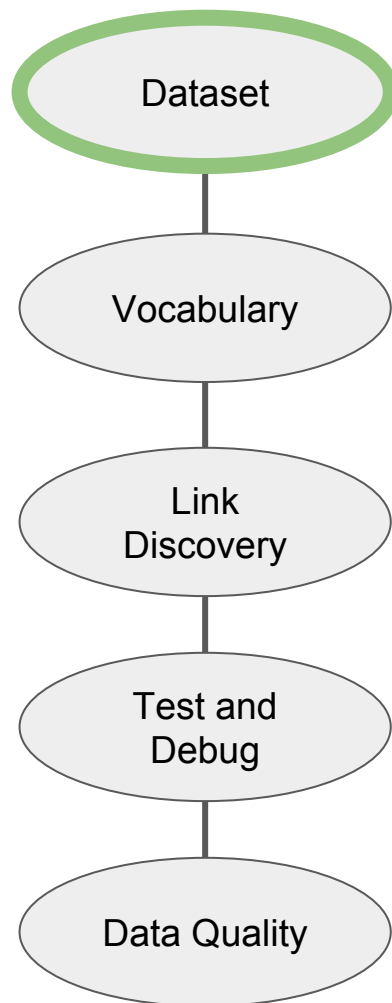 Dataset
Vocabulary
Link
Discovery
Test and
Debug
Data Quality